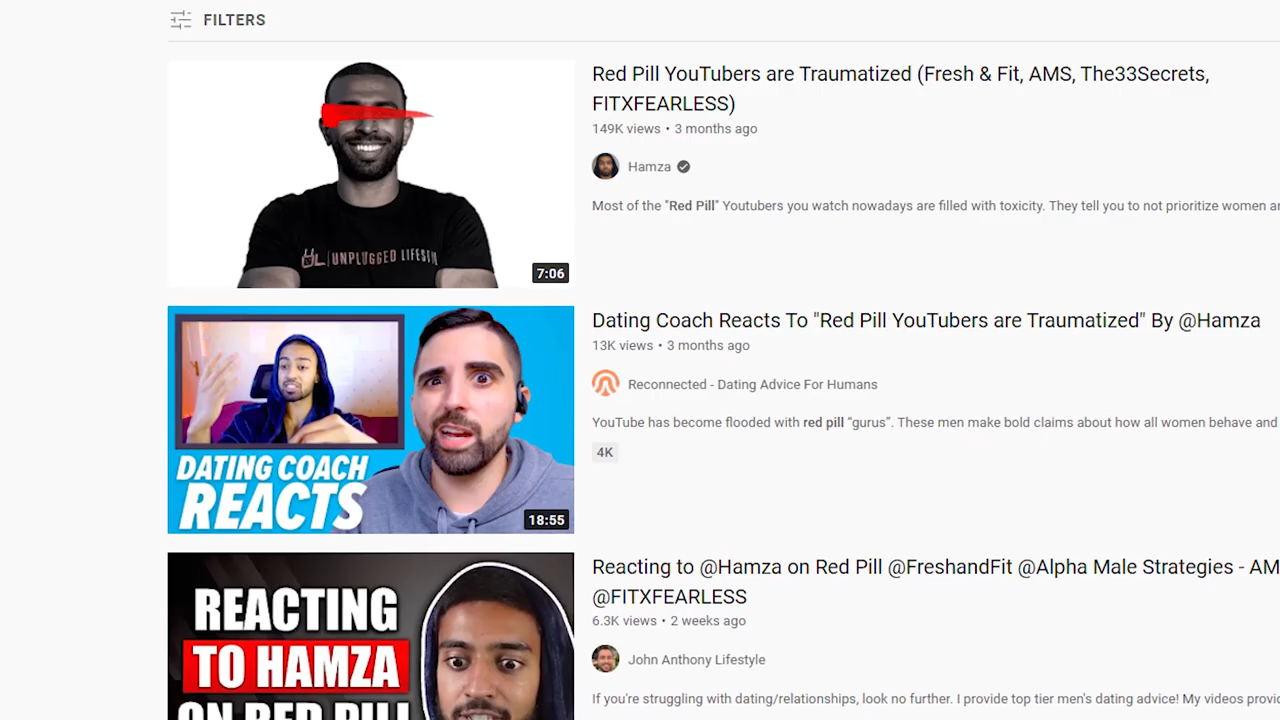 FILTERS
Red Pill YouTubers are Traumatized (Fresh & Fit, AMS, The33Secrets,
FITXFEARLESS)
149K views • 3 months ago
Hamza
Most of the "Red Pill" Youtubers you watch nowadays are filled with toxicity. They tell you to not prioritize women
UL | UNPLUGGED
7:06
Dating Coach Reacts To "Red Pill YouTubers are Traumatized" By @Hamza
13K views • 3 months ago
Reconnected - Dating Advice For Humans
YouTube has become flooded with red pill “gurus”. These men make bold claims about how all women behave and
4K
DATING COACH
REACTS
18:55
Reacting to @Hamza on Red Pill @FreshandFit @Alpha Male Strategies - AM
@FITXFEARLESS
6.3K views • 2 weeks ago
John Anthony Lifestyle
If you're struggling with dating/relationships, look no further. I provide top tier men's dating advice! My videos
REACTING
TO HAMZA
ON RED PILL